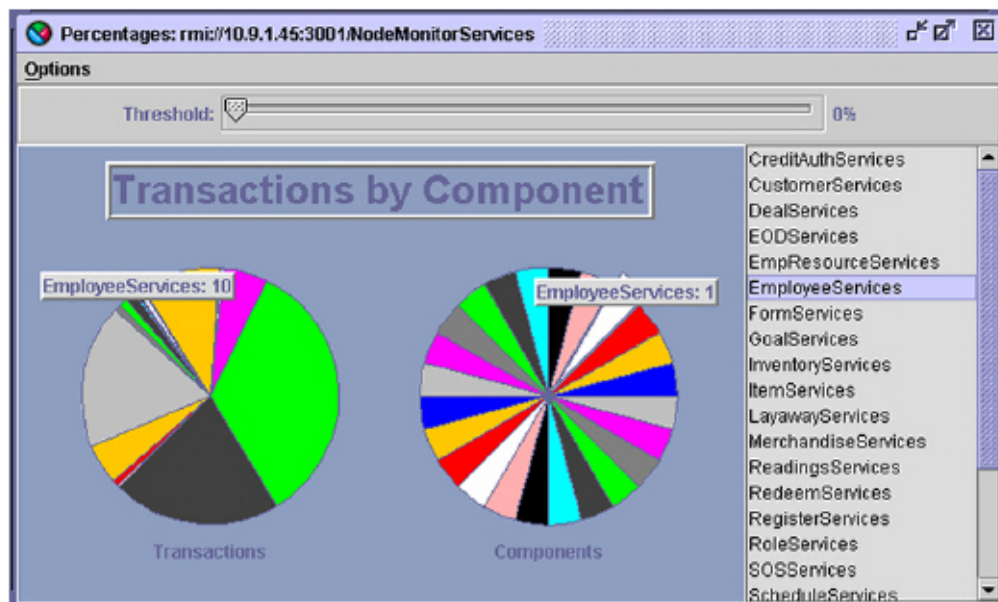 Percentages: rmi://10.9.1.45:3001/NodeMonitorServices
Options
Threshold: 0%
Transactions by Component
EmployeeServices: 10
EmployeeServices: 1
Transactions
Components
CreditAuthServices
CustomerServices
DealServices
EODServices
EmpResourceServices
EmployeeServices
FormServices
GoalServices
InventoryServices
ItemServices
LayawayServices
MerchandiseServices
ReadingsServices
RedeemServices
RegisterServices
RoleServices
SOSServices
ScheduleServices